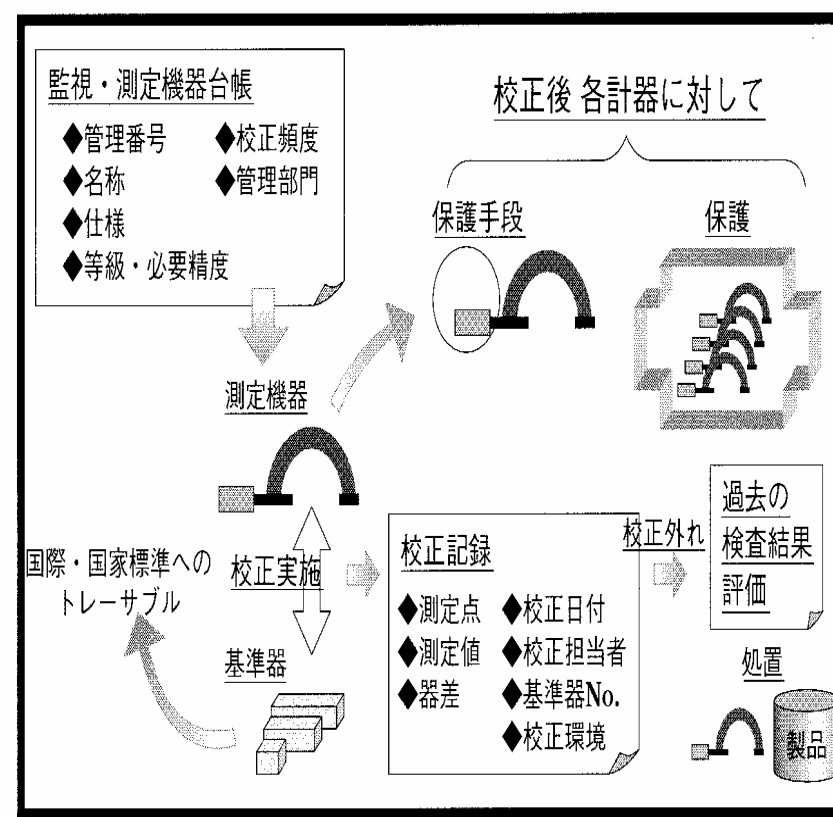 監視・測定機器台帳
◆管理番号 ◆校正頻度
◆名称 ◆管理部門
◆仕様
◆等級・必要精度
校正後 各計器に対して
保護手段
保護
測定機器
国際・国家標準への
トレーサブル
校正実施
基準器
校正記録
◆測定点 ◆校正日付
◆測定値 ◆校正担当者
◆器差 ◆基準器No.
◆校正環境
校正外れ
過去の
検査結果
評価
処置
製品